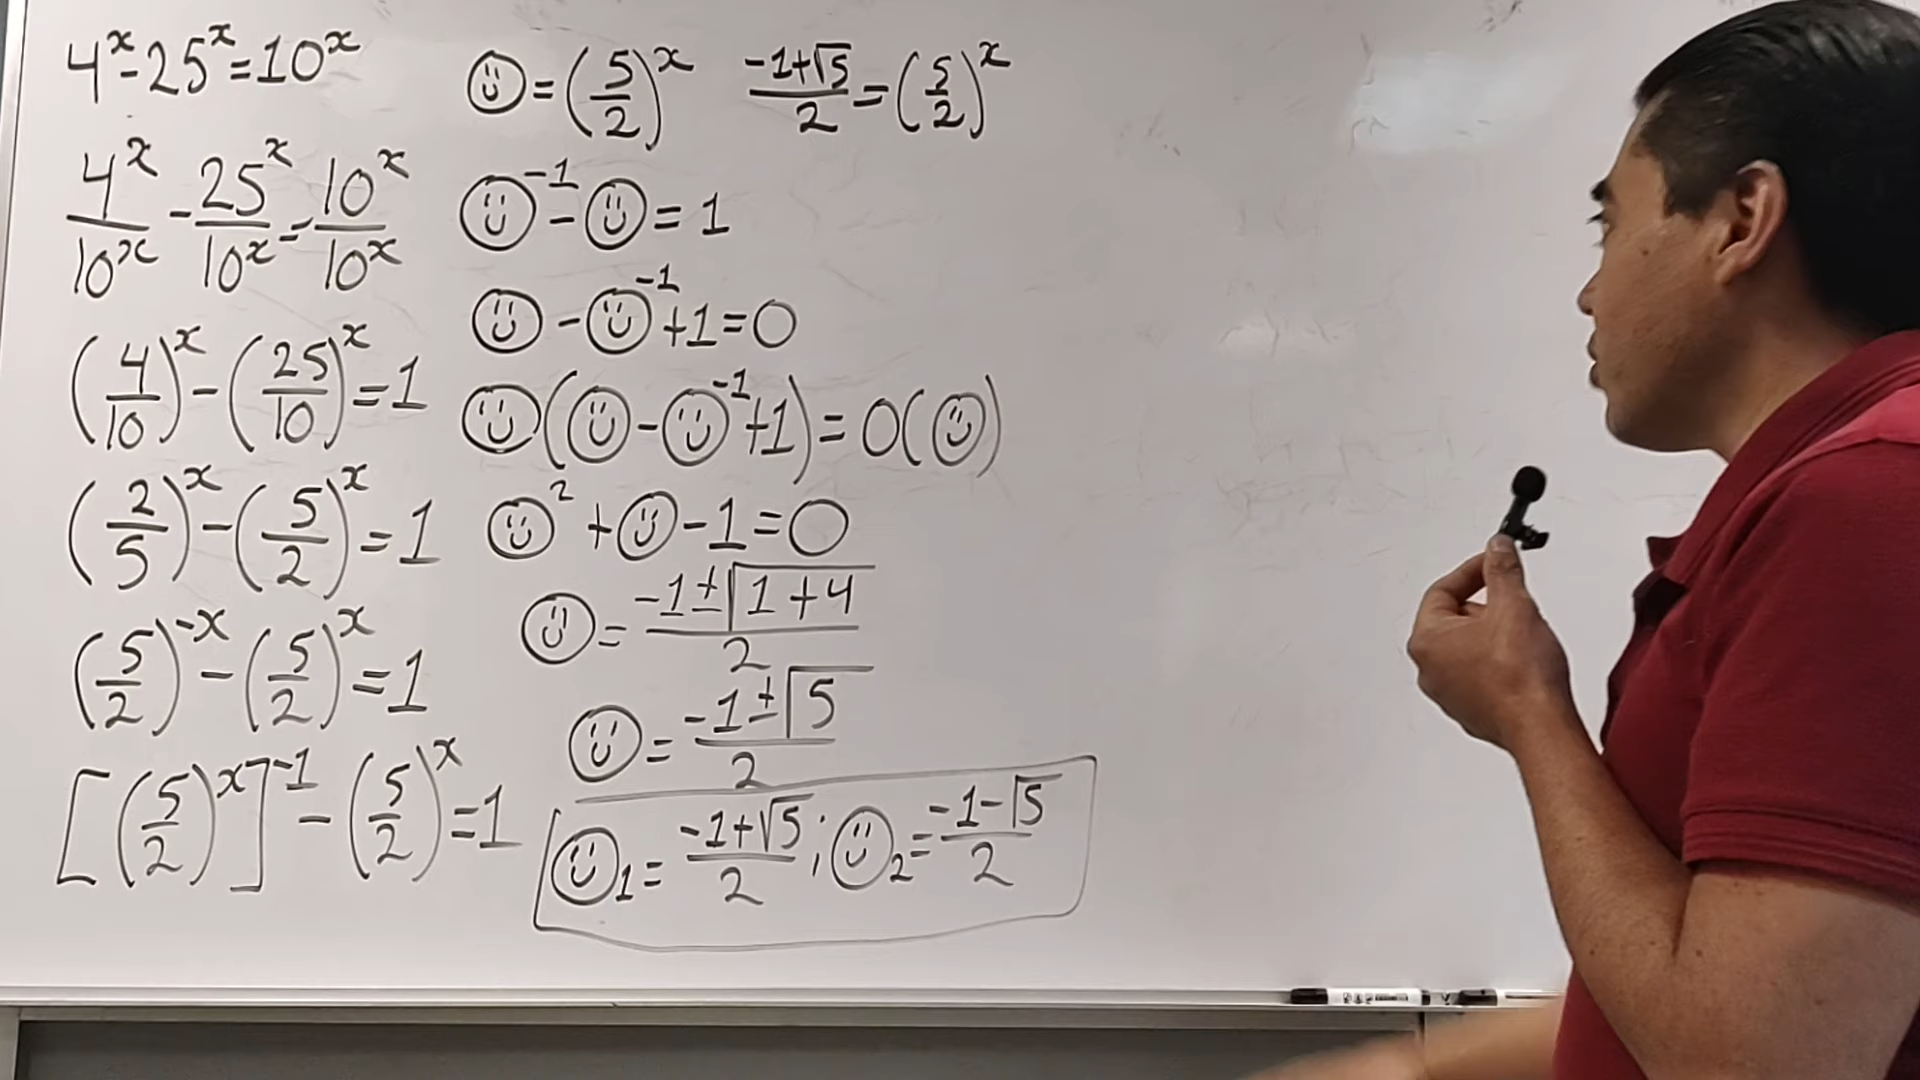 4^x - 25^x = 10^x
4^x/10^x - 25^x/10^x = 10^x/10^x
(4/10)^x - (25/10)^x = 1
(2/5)^x - (5/2)^x = 1
(5/2)^-x - (5/2)^x = 1
[(5/2)^x]^-1 - (5/2)^x = 1
☺ = (5/2)^x   (-1+√5)/2 = (5/2)^x
☺^-1 - ☺ = 1
☺ - ☺^-1 + 1 = 0
☺(☺ - ☺^-1 + 1) = 0(☺)
☺^2 + ☺ - 1 = 0
☺ = (-1±√(1+4))/2
☺ = (-1±√5)/2
☺₁ = (-1+√5)/2 ; ☺₂ = (-1-√5)/2